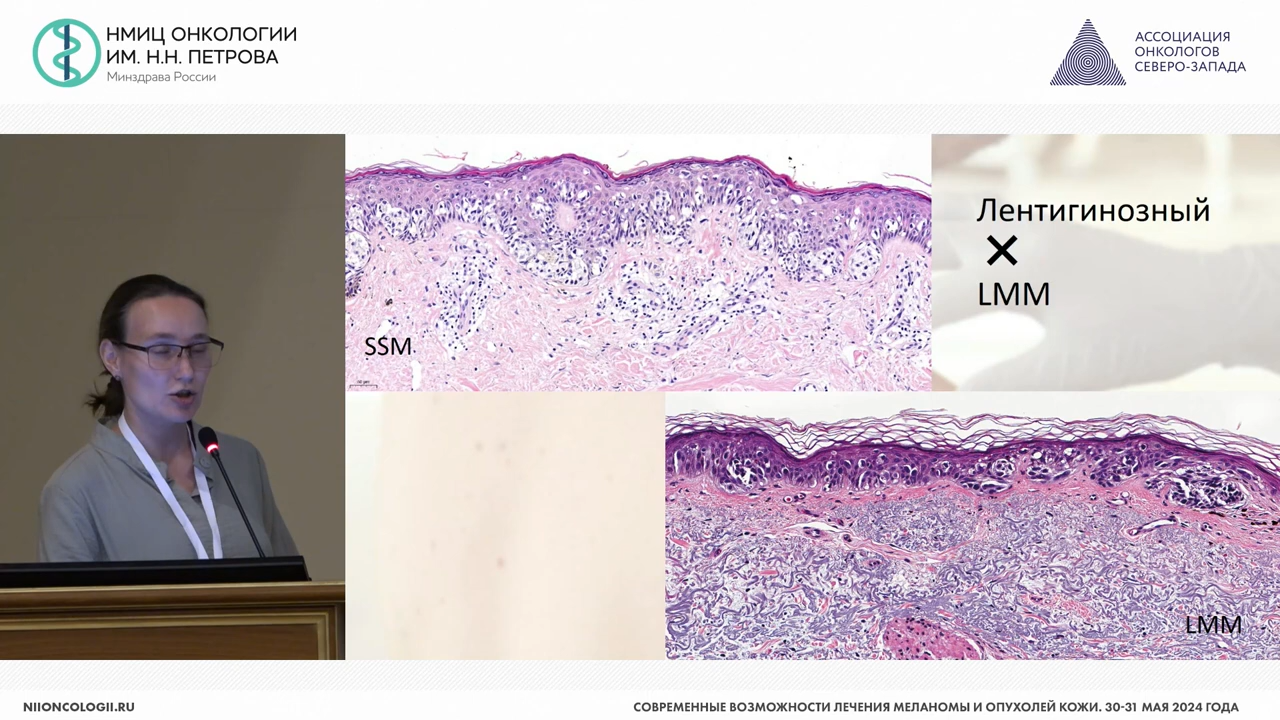 НМИЦ ОНКОЛОГИИ
ИМ. Н.Н. ПЕТРОВА
Минздрава России
АССОЦИАЦИЯ
ОНКОЛОГОВ
СЕВЕРО-ЗАПАДА
SSM
Лентигинозный
LMM
LMM
NIIONCOLOGII.RU
СОВРЕМЕННЫЕ ВОЗМОЖНОСТИ ЛЕЧЕНИЯ МЕЛАНОМЫ И ОПУХОЛЕЙ КОЖИ. 30-31 МАЯ 2024 ГОДА